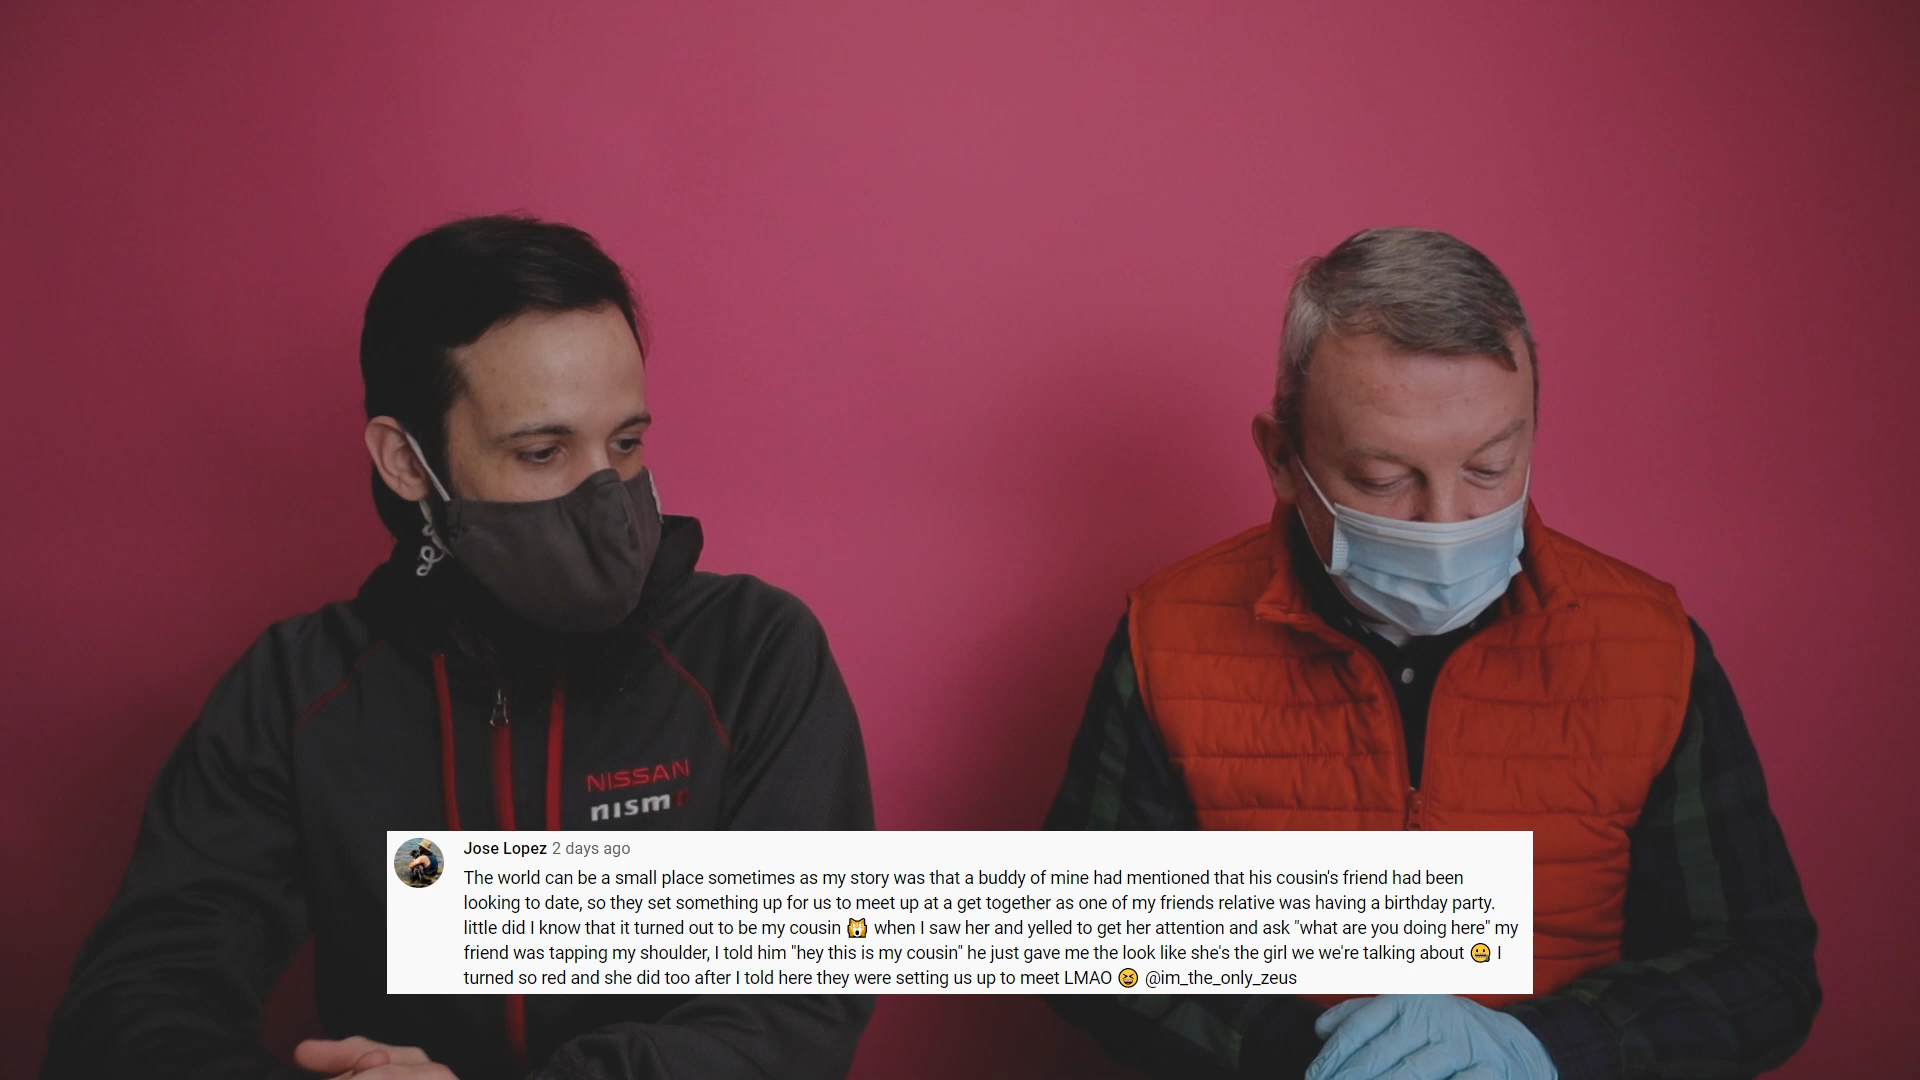 NISSAN
nismo
Jose Lopez 2 days ago
The world can be a small place sometimes as my story was that a buddy of mine had mentioned that his cousin's friend had been
looking to date, so they set something up for us to meet up at a get together as one of my friends relative was having a birthday party.
little did I know that it turned out to be my cousin 🙀 when I saw her and yelled to get her attention and ask "what are you doing here" my
friend was tapping my shoulder, I told him "hey this is my cousin" he just gave me the look like she's the girl we we're talking about 🤐 I
turned so red and she did too after I told here they were setting us up to meet LMAO 😆 @im_the_only_zeus